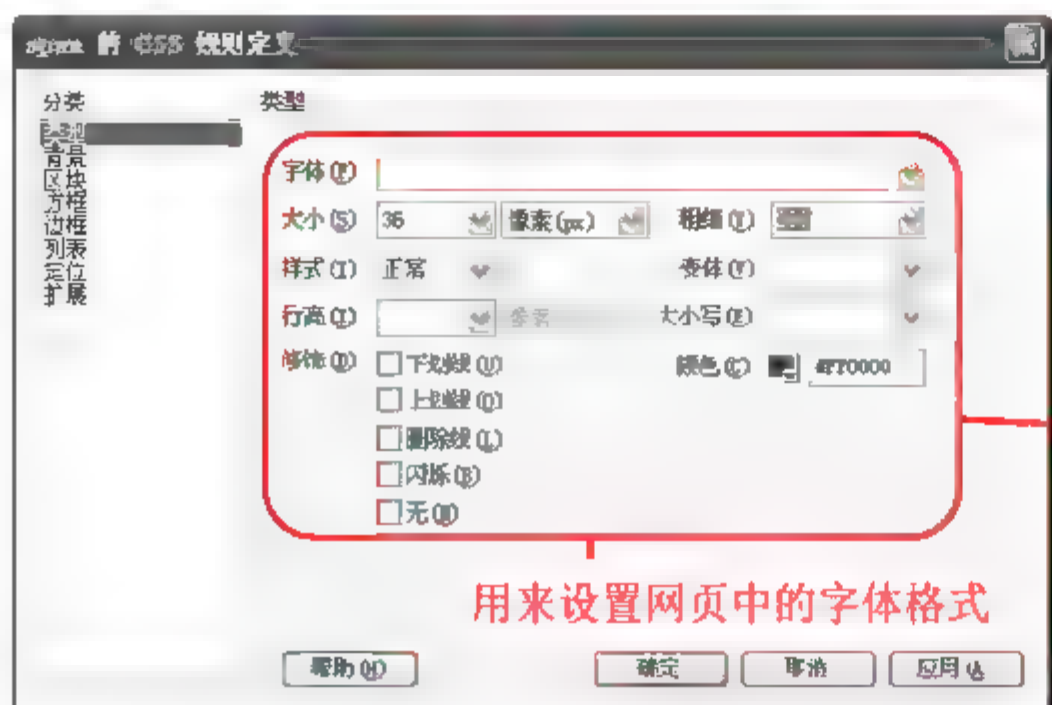 的 CSS 规则定义
分类
类型
背景
区块
方框
边框
列表
定位
扩展
类型
字体(F)
大小(S) 36 像素(px) 粗细(T)
样式(T) 正常 变体(V)
行高(I) 像素 大小写(E)
修饰(D) 下划线(U) 颜色(C) #FF0000
上划线(O)
删除线(L)
闪烁(B)
无(N)
用来设置网页中的字体格式
帮助(H) 确定 取消 应用(A)